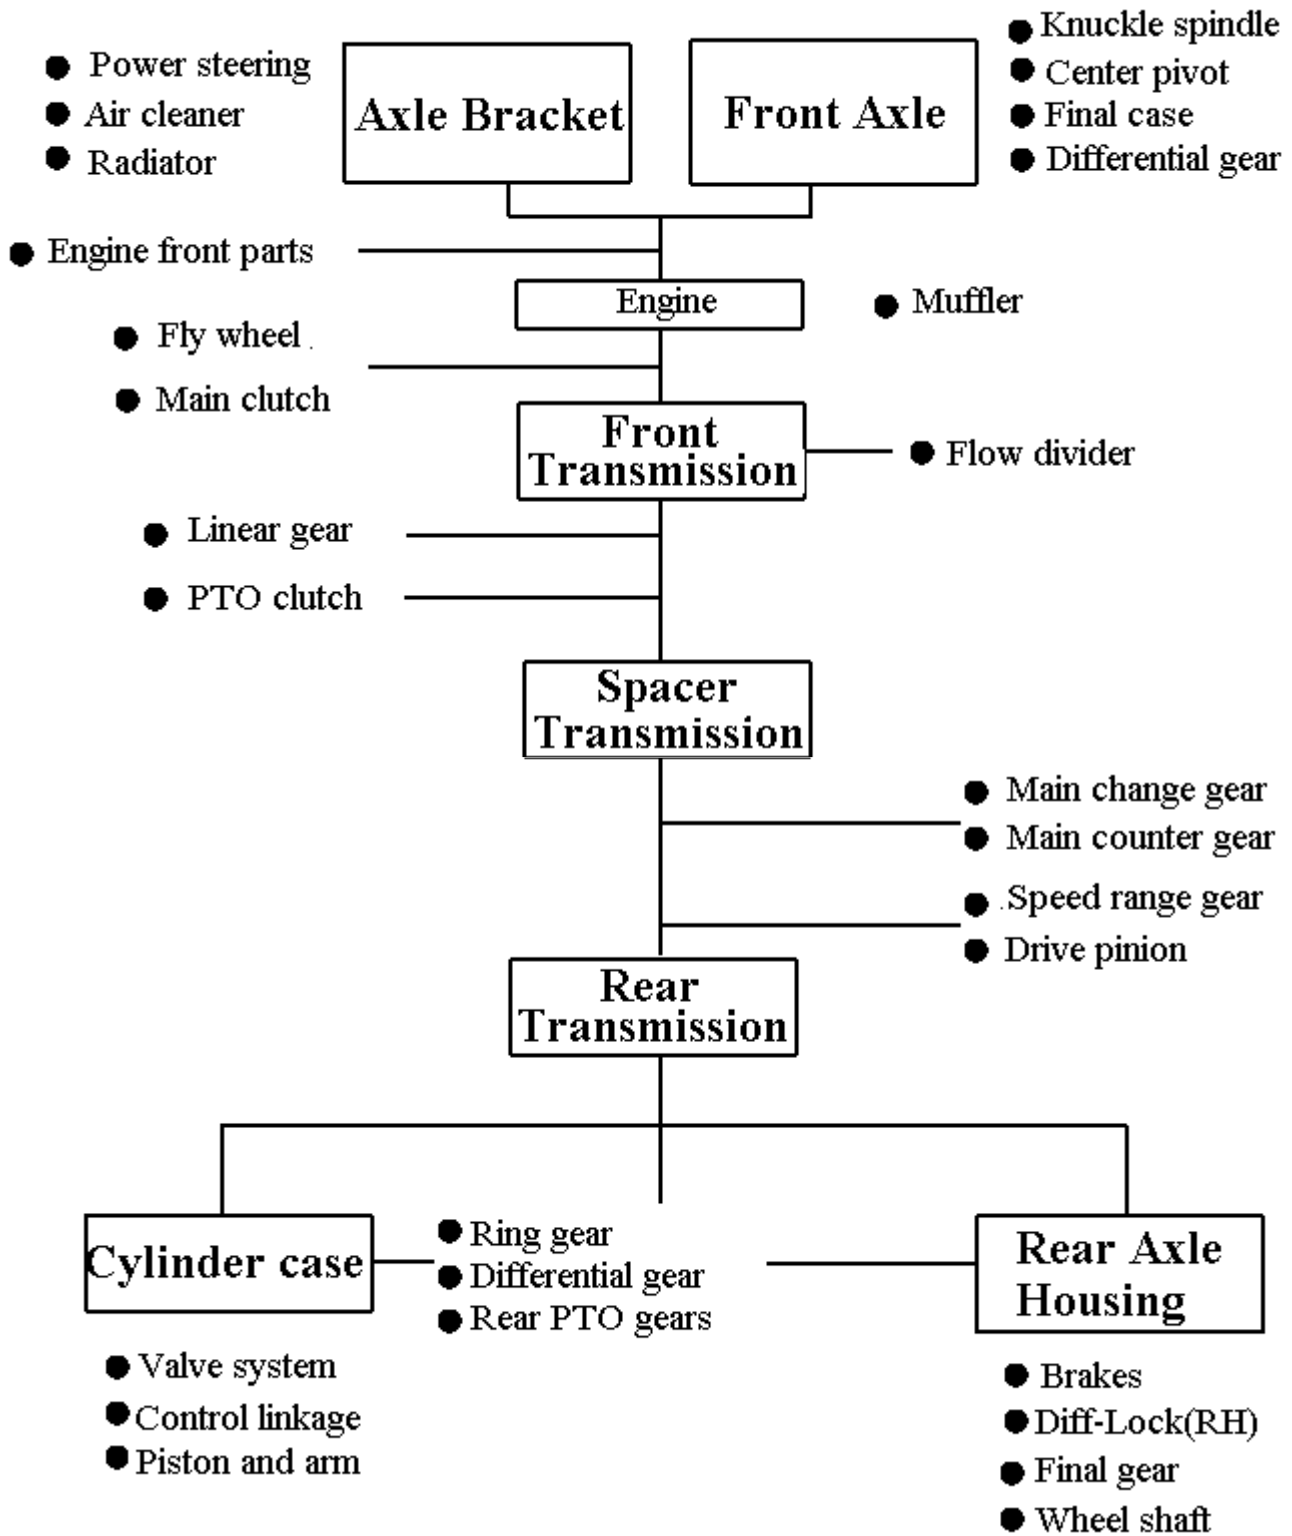 Power steering
Air cleaner
Radiator
Axle Bracket
Front Axle
Knuckle spindle
Center pivot
Final case
Differential gear
Engine front parts
Engine
Muffler
Fly wheel
Main clutch
Front
Transmission
Flow divider
Linear gear
PTO clutch
Spacer
Transmission
Main change gear
Main counter gear
Speed range gear
Drive pinion
Rear
Transmission
Cylinder case
Ring gear
Differential gear
Rear PTO gears
Rear Axle
Housing
Valve system
Control linkage
Piston and arm
Brakes
Diff-Lock(RH)
Final gear
Wheel shaft